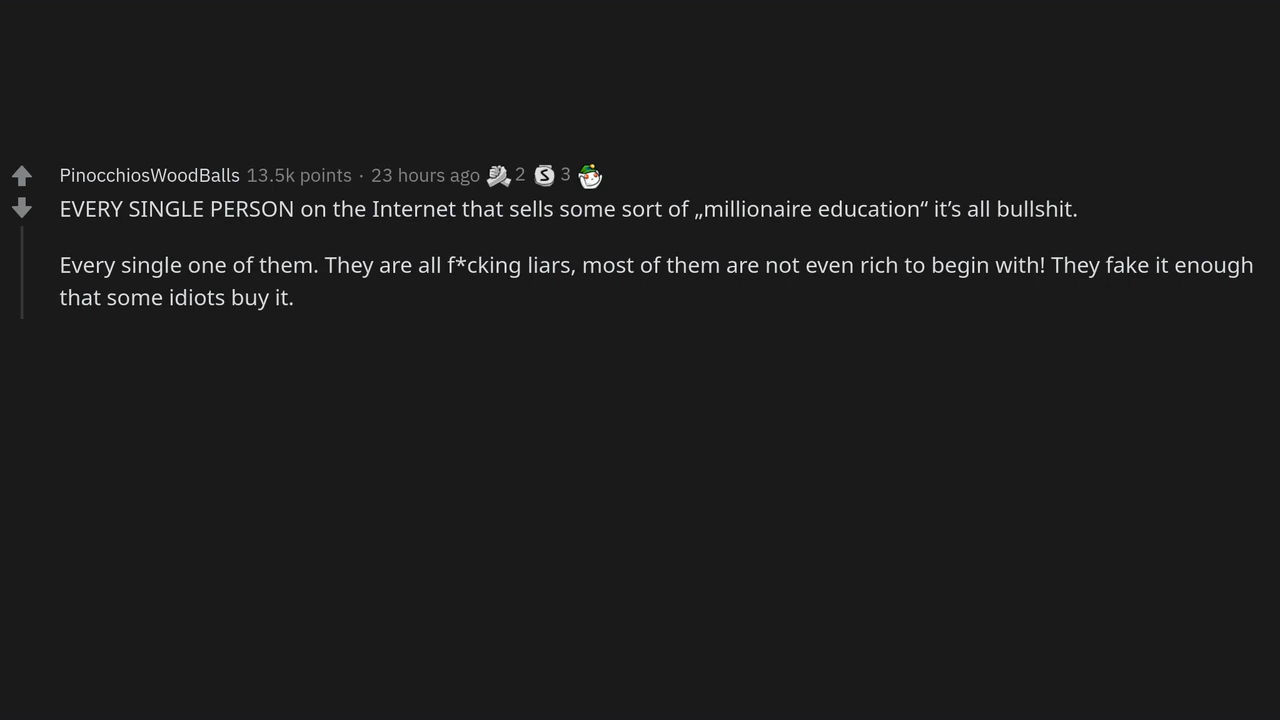 PinocchiosWoodBalls 13.5k points · 23 hours ago 2 S 3
EVERY SINGLE PERSON on the Internet that sells some sort of „millionaire education“ it’s all bullshit.
Every single one of them. They are all f*cking liars, most of them are not even rich to begin with! They fake it enough
that some idiots buy it.